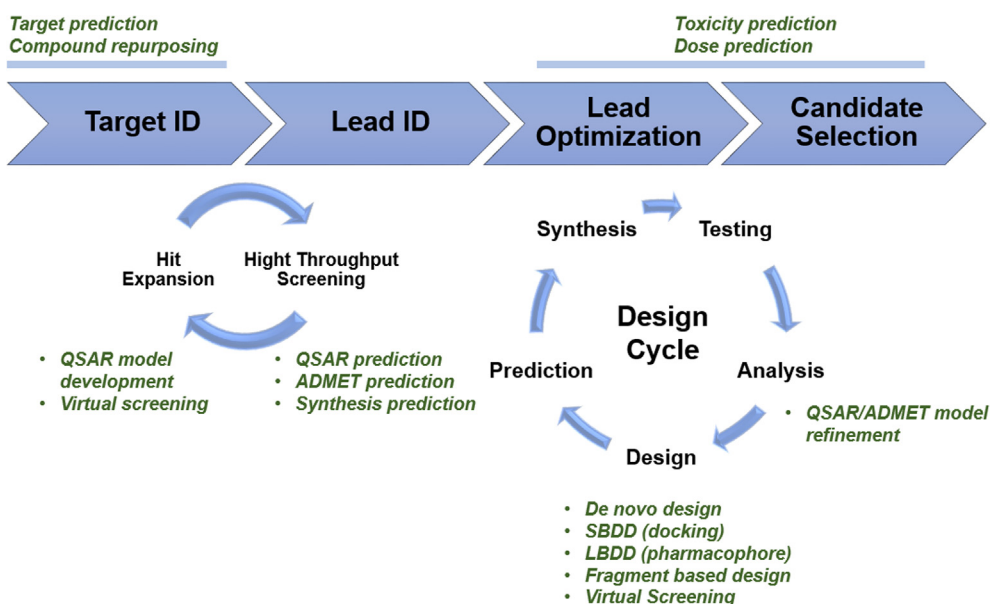 Target prediction
Compound repurposing
Toxicity prediction
Dose prediction
Target ID
Lead ID
Lead
Optimization
Candidate
Selection
Hit
Expansion
Hight Throughput
Screening
• QSAR model
development
• Virtual screening
• QSAR prediction
• ADMET prediction
• Synthesis prediction
Synthesis
Testing
Design
Cycle
Prediction
Analysis
• QSAR/ADMET model
refinement
Design
• De novo design
• SBDD (docking)
• LBDD (pharmacophore)
• Fragment based design
• Virtual Screening